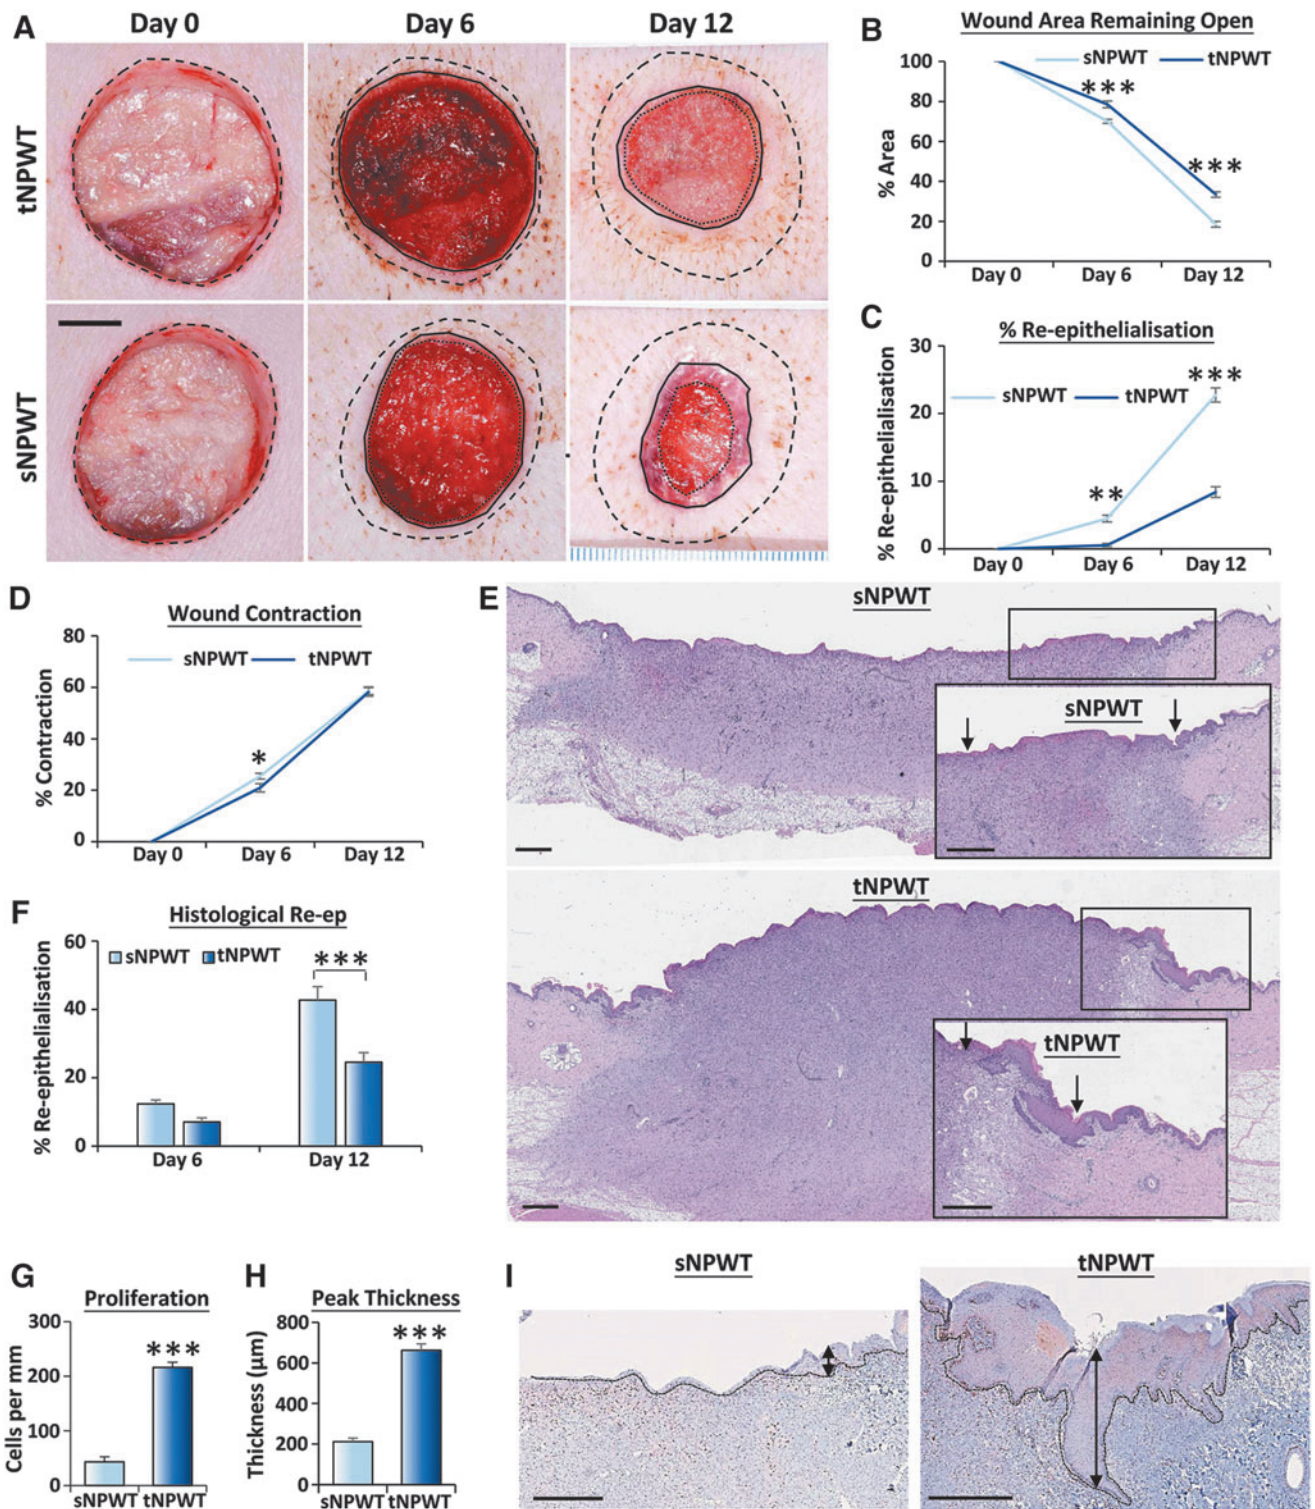 A
Day 0
Day 6
Day 12
tNPWT
sNPWT
B
Wound Area Remaining Open
sNPWT
tNPWT
% Area
100
80
60
40
20
0
***
***
Day 0
Day 6
Day 12
C
% Re-epithelialisation
sNPWT
tNPWT
% Re-epithelialisation
30
20
10
0
**
***
Day 0
Day 6
Day 12
D
Wound Contraction
sNPWT
tNPWT
% Contraction
80
60
40
20
0
*
Day 0
Day 6
Day 12
E
sNPWT
sNPWT
tNPWT
tNPWT
F
Histological Re-ep
sNPWT
tNPWT
% Re-epithelialisation
60
40
20
0
***
Day 6
Day 12
G
Proliferation
Cells per mm
300
200
100
0
***
sNPWT tNPWT
H
Peak Thickness
Thickness (μm)
800
600
400
200
0
***
sNPWT tNPWT
I
sNPWT
tNPWT